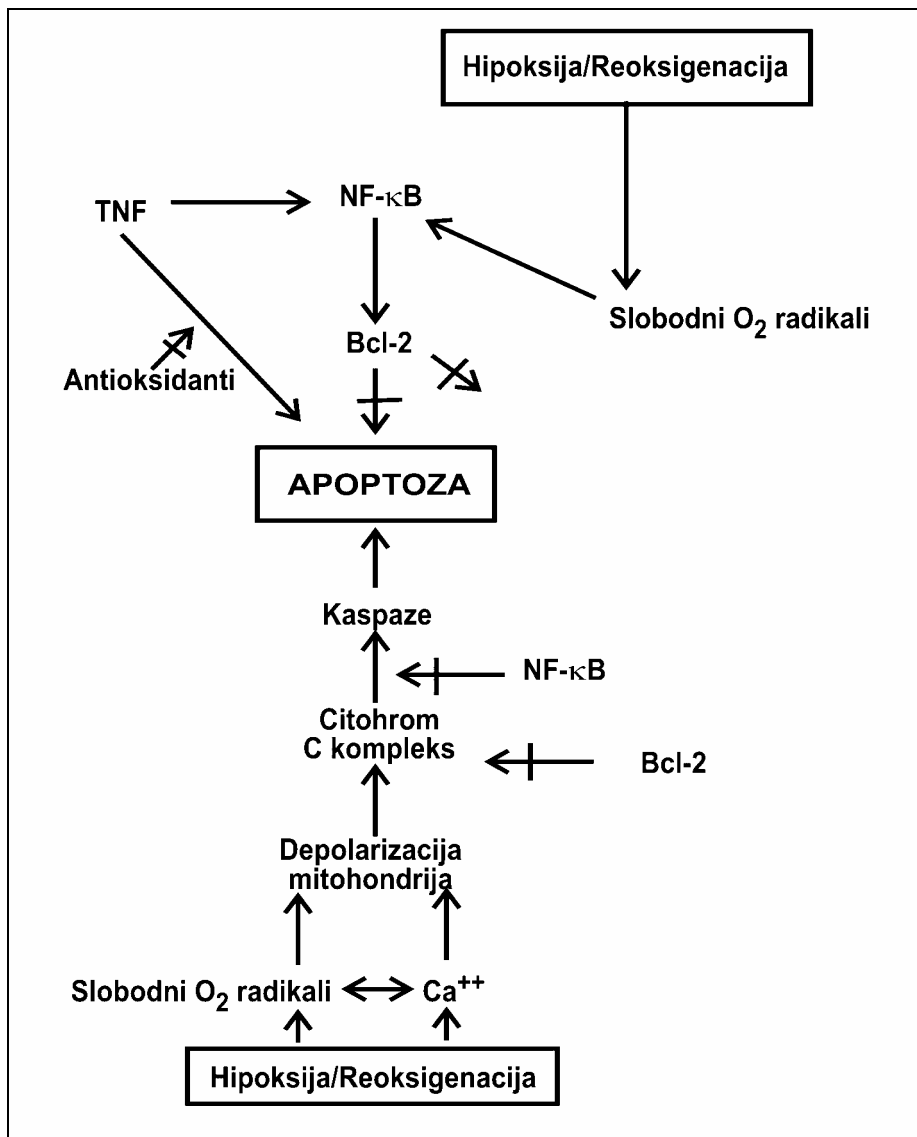 Hipoksija/Reoksigenacija
TNF
NF-κB
Slobodni O2 radikali
Bcl-2
Antioksidanti
APOPTOZA
Kaspaze
NF-κB
Citohrom
C kompleks
Bcl-2
Depolarizacija
mitohondrija
Slobodni O2 radikali
Ca++
Hipoksija/Reoksigenacija